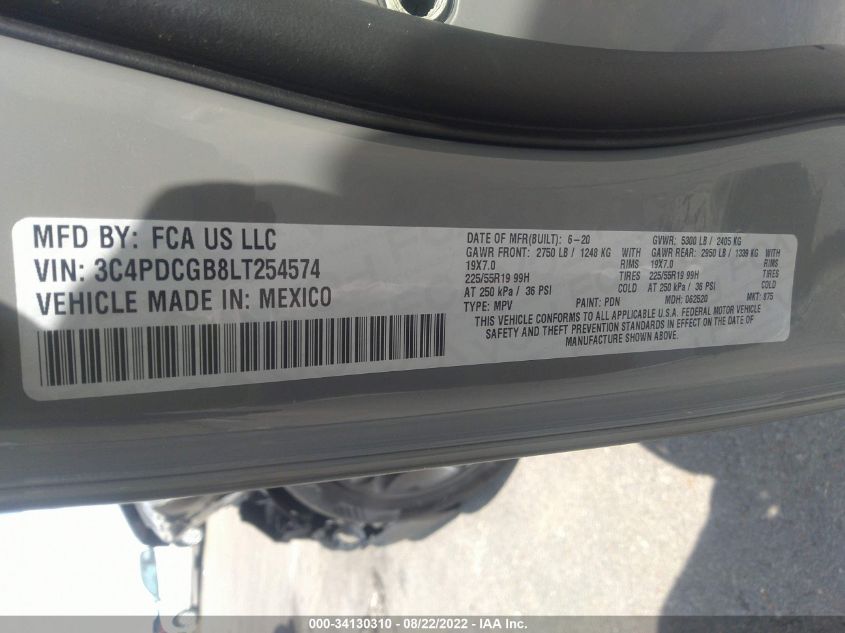 MFD BY: FCA US LLC
VIN: 3C4PDCGB8LT254574
VEHICLE MADE IN: MEXICO
DATE OF MFR(BUILT): 6-20 GVWR: 5300 LB / 2405 KG
GAWR FRONT: 2750 LB / 1248 KG WITH GAWR REAR: 2950 LB / 1339 KG WITH
19X7.0 RIMS 19X7.0 RIMS
225/55R19 99H TIRES 225/55R19 99H TIRES
AT 250 kPa / 36 PSI COLD AT 250 kPa / 36 PSI COLD
TYPE: MPV PAINT: PDN MDH: 062520 MKT: 875
THIS VEHICLE CONFORMS TO ALL APPLICABLE U.S.A. FEDERAL MOTOR VEHICLE
SAFETY AND THEFT PREVENTION STANDARDS IN EFFECT ON THE DATE OF
MANUFACTURE SHOWN ABOVE.
000-34130310 - 08/22/2022 - IAA Inc.